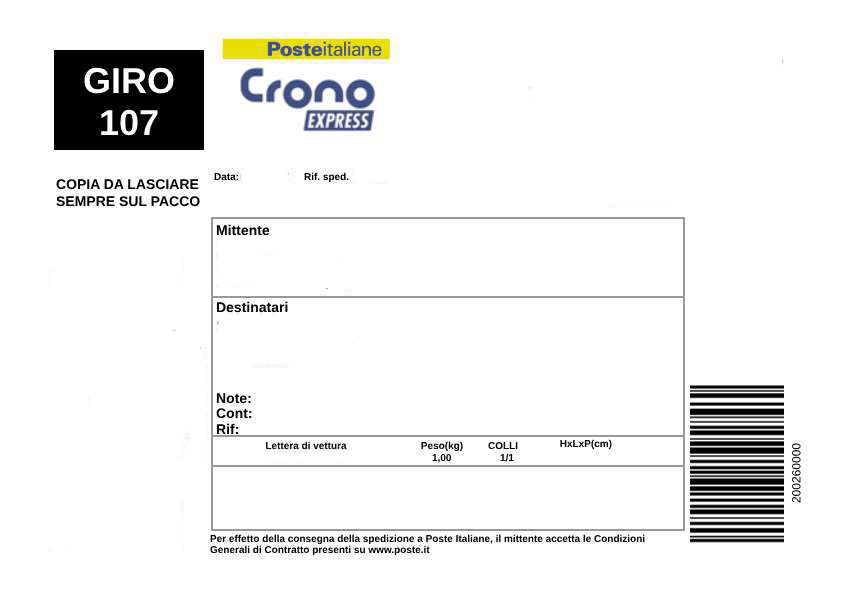 Posteitaliane
GIRO
107
Crono
EXPRESS
COPIA DA LASCIARE
SEMPRE SUL PACCO
Data:
Rif. sped.
Mittente
Destinatari
Note:
Cont:
Rif:
Lettera di vettura
Peso(kg)
COLLI
HxLxP(cm)
1,00
1/1
200260000
Per effetto della consegna della spedizione a Poste Italiane, il mittente accetta le Condizioni
Generali di Contratto presenti su www.poste.it